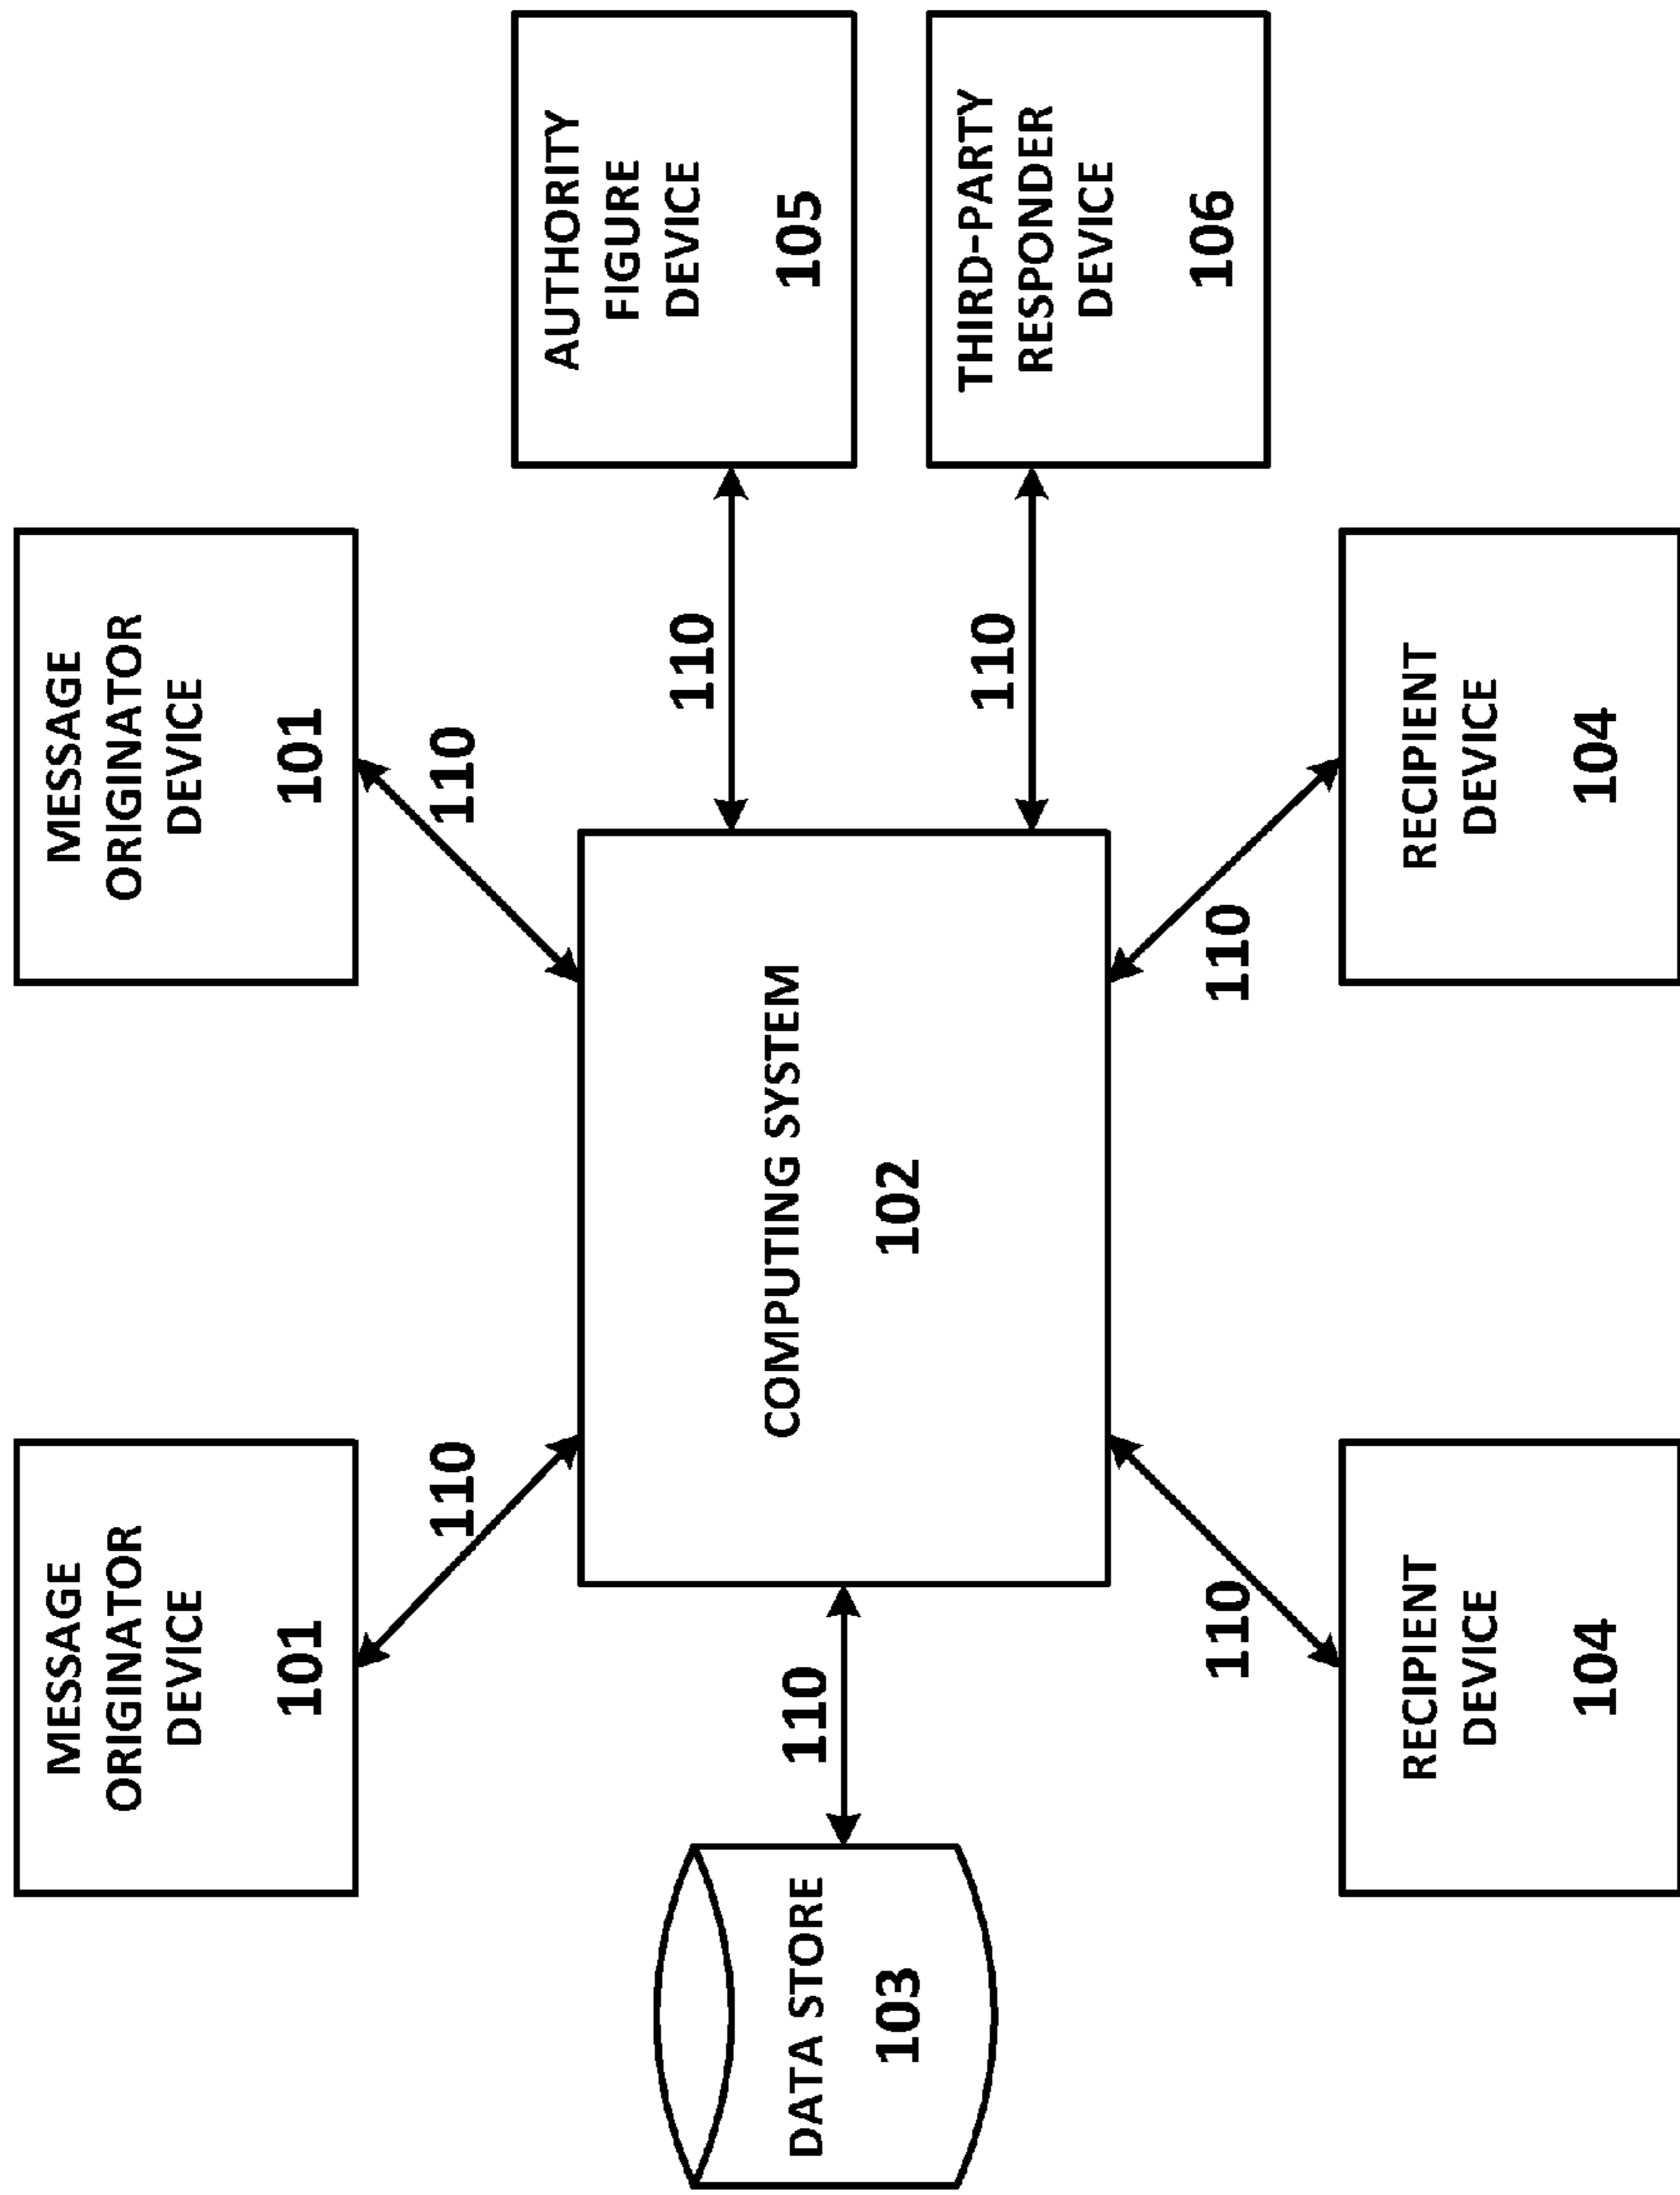 MESSAGE
ORIGINATOR
DEVICE
101
MESSAGE
ORIGINATOR
DEVICE
101
110
110
AUTHORITY
FIGURE
DEVICE
105
110
DATA STORE
103
110
COMPUTING SYSTEM
102
110
THIRD-PARTY
RESPONDER
DEVICE
106
110
110
RECIPIENT
DEVICE
104
RECIPIENT
DEVICE
104